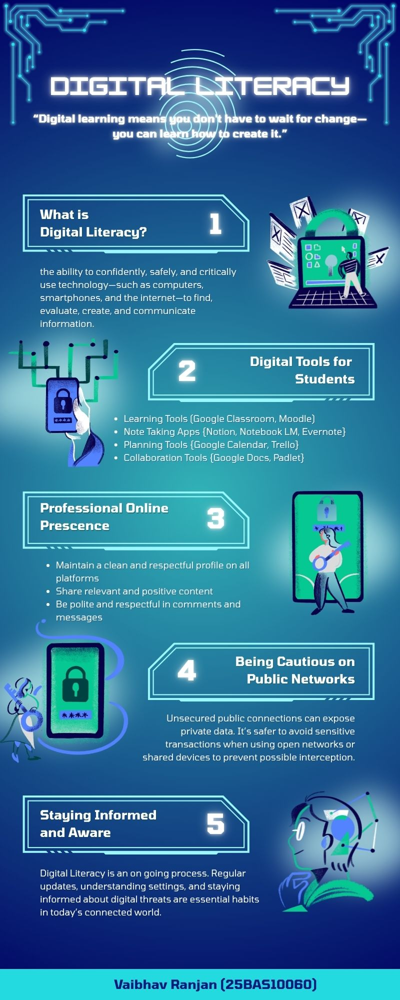 DIGITAL LITERACY
“Digital learning means you don't have to wait for change—
you can learn how to create it.”
What is
Digital Literacy?
1
the ability to confidently, safely, and critically
use technology—such as computers,
smartphones, and the internet—to find,
evaluate, create, and communicate
information.
2
Digital Tools for
Students
• Learning Tools (Google Classroom, Moodle)
• Note Taking Apps {Notion, Notebook LM, Evernote}
• Planning Tools {Google Calendar, Trello}
• Collaboration Tools {Google Docs, Padlet}
Professional Online
Prescence
3
• Maintain a clean and respectful profile on all
platforms
• Share relevant and positive content
• Be polite and respectful in comments and
messages
4
Being Cautious on
Public Networks
Unsecured public connections can expose
private data. It’s safer to avoid sensitive
transactions when using open networks or
shared devices to prevent possible interception.
Staying Informed
and Aware
5
Digital Literacy is an on going process. Regular
updates, understanding settings, and staying
informed about digital threats are essential habits
in today’s connected world.
Vaibhav Ranjan (25BAS10060)